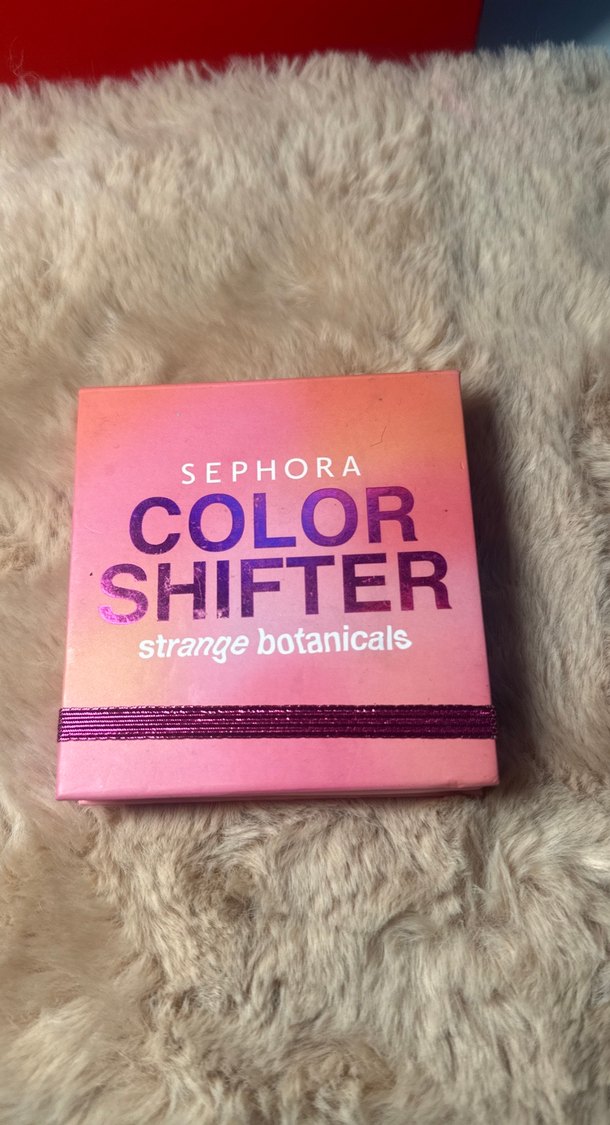 SEPHORA
COLOR
SHIFTER
strange botanicals